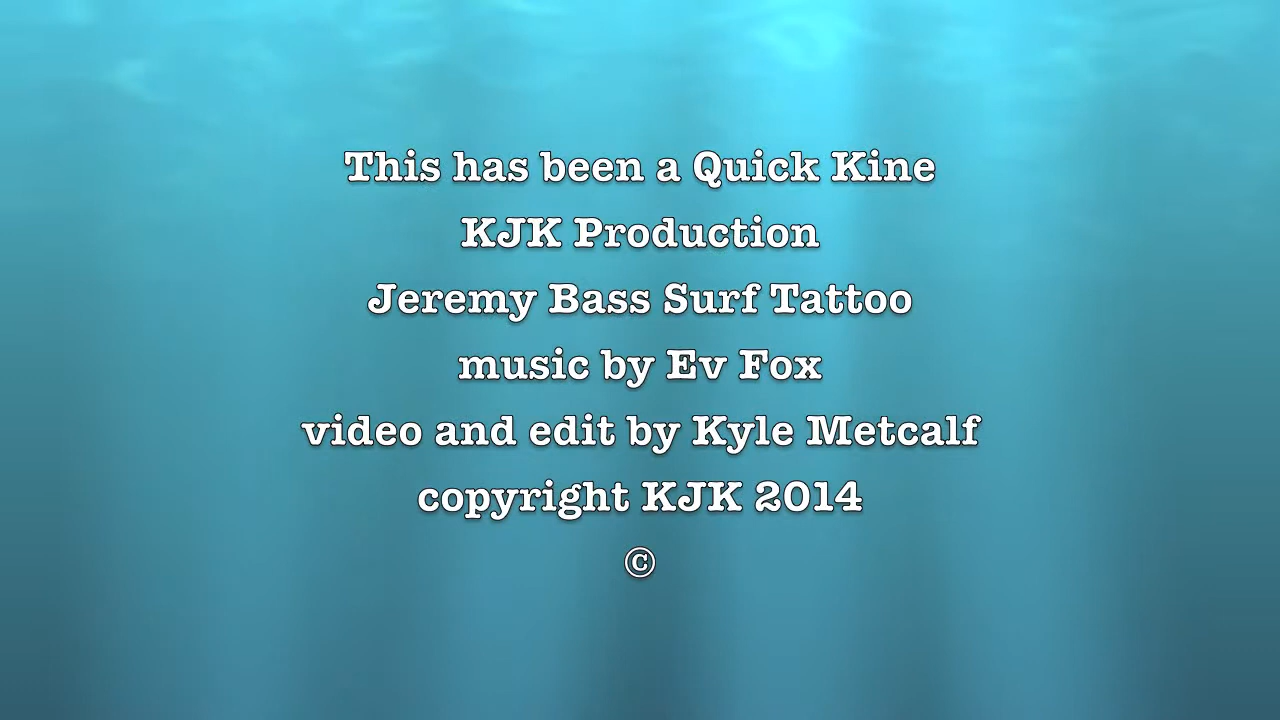 This has been a Quick Kine
KJK Production
Jeremy Bass Surf Tattoo
music by Ev Fox
video and edit by Kyle Metcalf
copyright KJK 2014
©